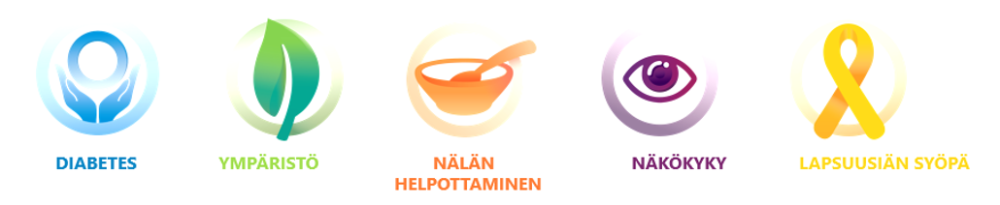 DIABETES
YMPÄRISTÖ
NÄLÄN
HELPOTTAMINEN
NÄKÖKYKY
LAPSUUSIÄN SYÖPÄ